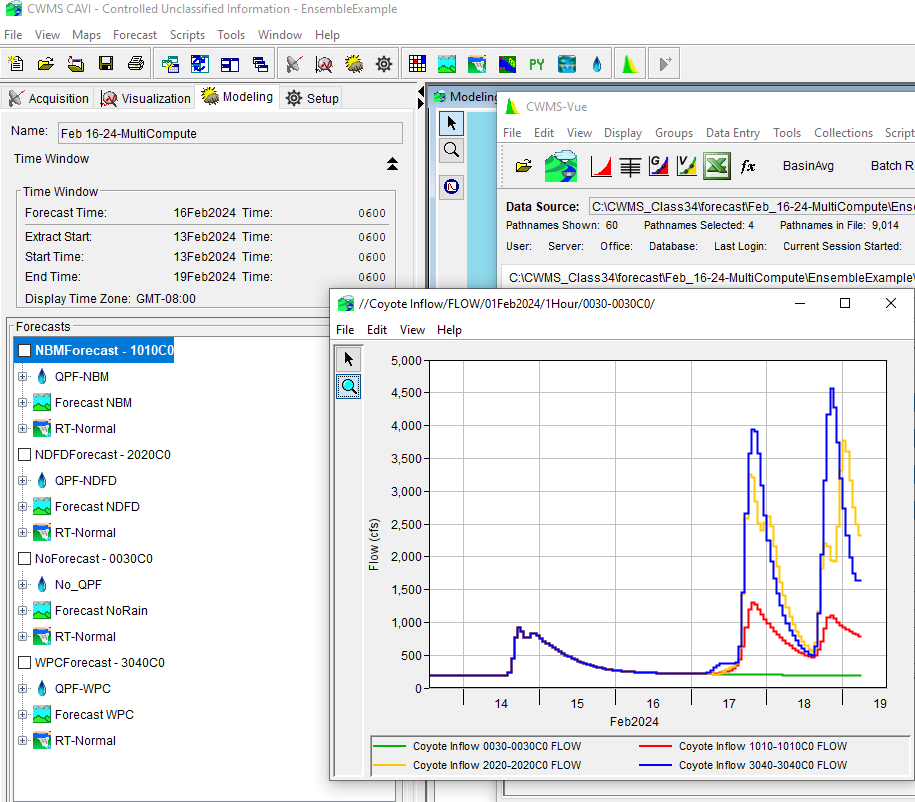 CWMS CAVI - Controlled Unclassified Information - EnsembleExample
File View Maps Forecast Scripts Tools Window Help
PY
Acquisition Visualization Modeling Setup
Name: Feb 16-24-MultiCompute
Time Window
Time Window
Forecast Time: 16Feb2024 Time: 0600
Extract Start: 13Feb2024 Time: 0600
Start Time: 13Feb2024 Time: 0600
End Time: 19Feb2024 Time: 0600
Display Time Zone: GMT-08:00
Forecasts
NBMForecast - 1010C0
QPF-NBM
Forecast NBM
RT-Normal
NDFDForecast - 2020C0
QPF-NDFD
Forecast NDFD
RT-Normal
NoForecast - 0030C0
No_QPF
Forecast NoRain
RT-Normal
WPCForecast - 3040C0
QPF-WPC
Forecast WPC
RT-Normal
Modeling
CWMS-Vue
File Edit View Display Groups Data Entry Tools Collections Script
G V fx BasinAvg Batch R
Data Source: C:\CWMS_Class34\forecast\Feb_16-24-MultiCompute\Ens
Pathnames Shown: 60 Pathnames Selected: 4 Pathnames in File: 9,014
User: Server: Office: Database: Last Login: Current Session Started:
C:\CWMS_Class34\forecast\Feb_16-24-MultiCompute\EnsembleExample\
//Coyote Inflow/FLOW/01Feb2024/1Hour/0030-0030C0/
File Edit View Help
5,000
4,500
4,000
3,500
3,000
2,500
2,000
1,500
1,000
500
0
Flow (cfs)
14 15 16 17 18 19
Feb2024
Coyote Inflow 0030-0030C0 FLOW Coyote Inflow 1010-1010C0 FLOW
Coyote Inflow 2020-2020C0 FLOW Coyote Inflow 3040-3040C0 FLOW